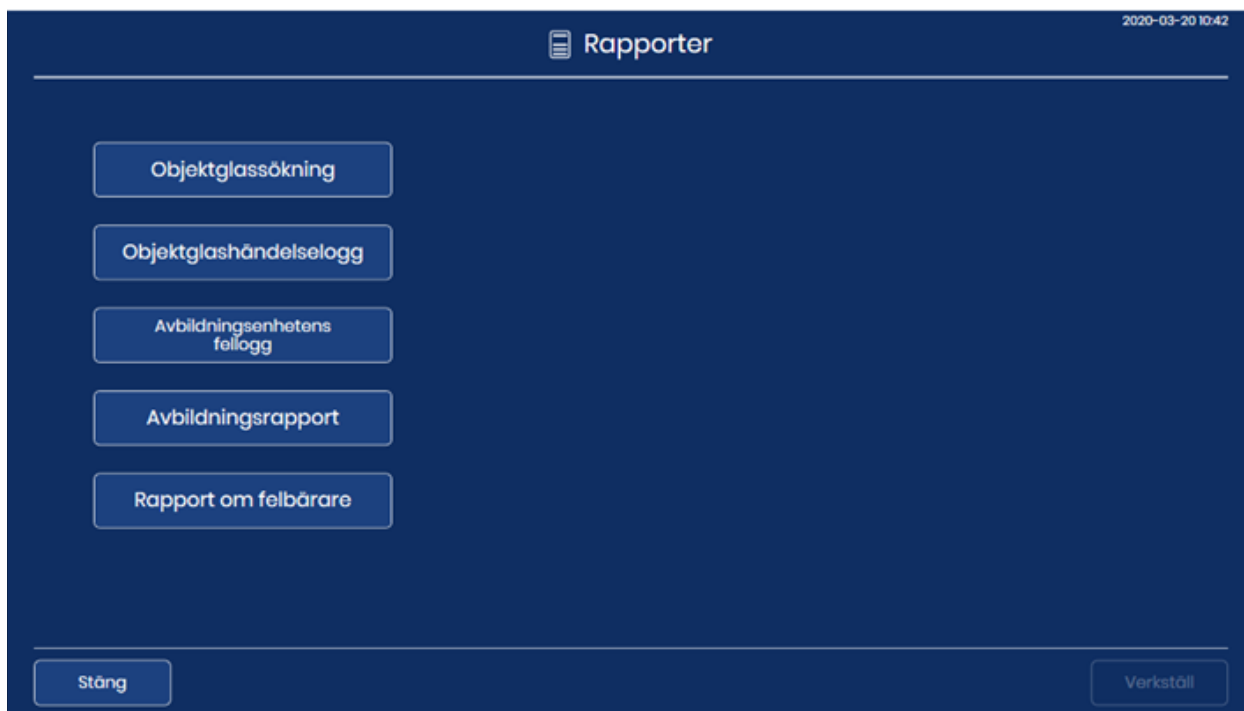 2020-03-20 10:42
Rapporter
Objektglassökning
Objektglashändelselogg
Avbildningsenhetens
fellogg
Avbildningsrapport
Rapport om felbärare
Stäng
Verkställ